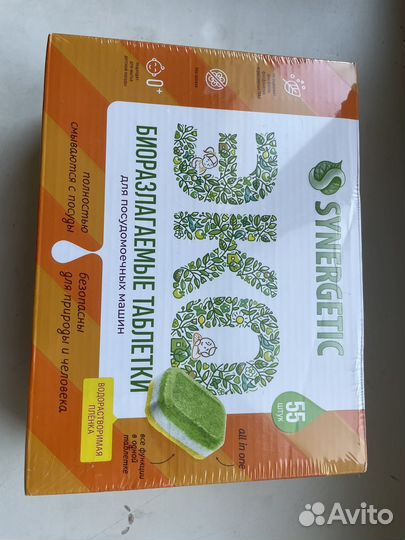 SYNERGETIC
55
штук
ЭКО
all in one
БИОРАЗЛАГАЕМЫЕ ТАБЛЕТКИ
для посудомоечных машин
0+
полностью
смываются с посуды
безопасны
для природы и человека
ВОДОРАСТВОРИМАЯ
ПЛЁНКА
все функции
в одной
таблетке
Avito